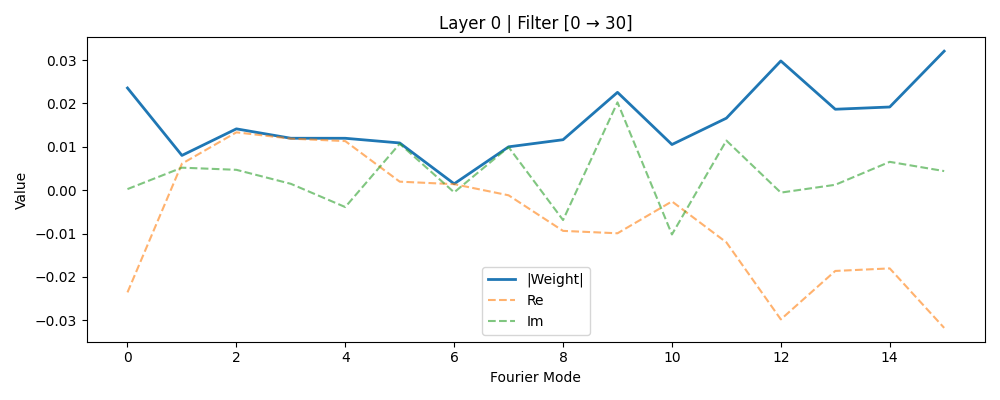 Layer 0 | Filter [0 → 30]
Value
0.03
0.02
0.01
0.00
−0.01
−0.02
−0.03
|Weight|
Re
Im
0 2 4 6 8 10 12 14
Fourier Mode